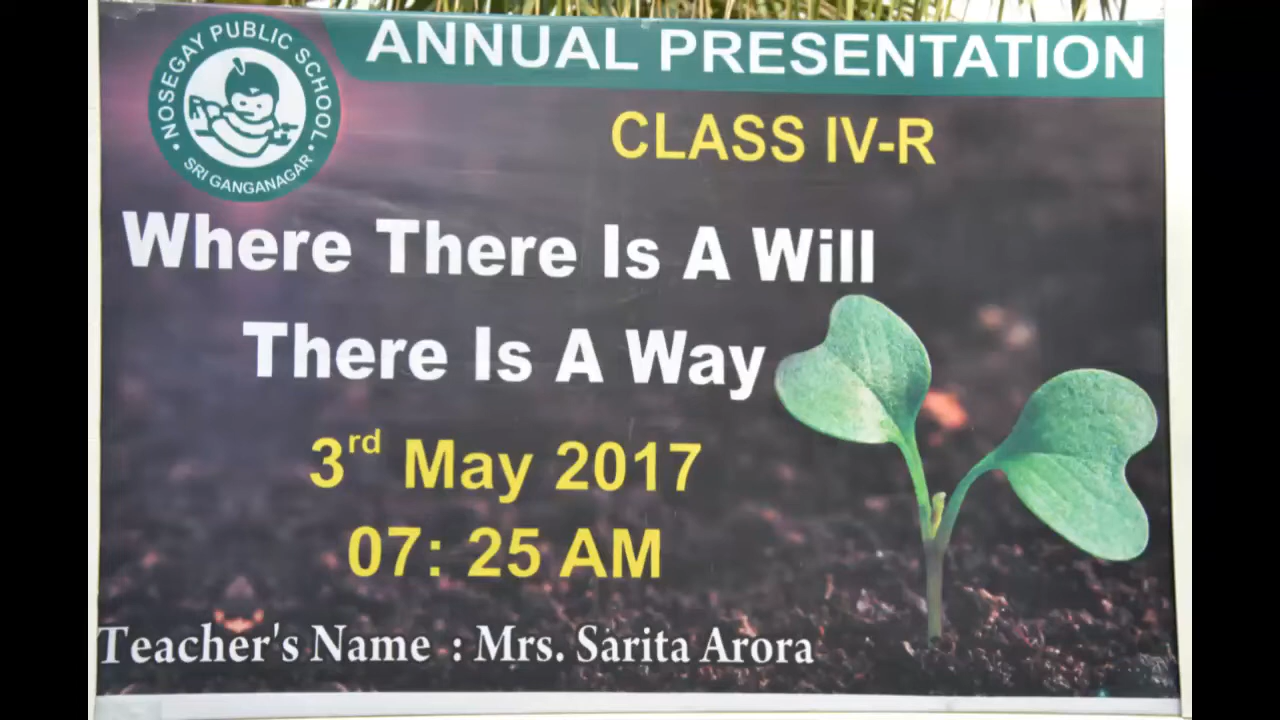 NOSEGAY PUBLIC SCHOOL
SRI GANGANAGAR
ANNUAL PRESENTATION
CLASS IV-R
Where There Is A Will
There Is A Way
3rd May 2017
07: 25 AM
Teacher's Name : Mrs. Sarita Arora